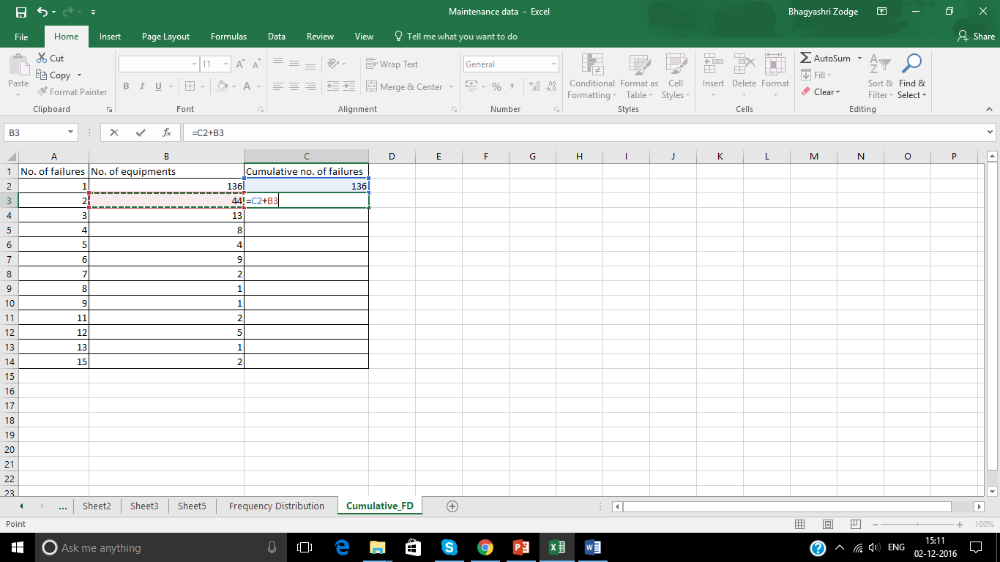 Maintenance data - Excel
Bhagyashri Zodge
File Home Insert Page Layout Formulas Data Review View Tell me what you want to do Share
Paste
Cut
Copy
Format Painter
Clipboard
11
A A
B I U
A
Font
Wrap Text
Merge & Center
Alignment
General
%
Number
Conditional Formatting
Format as Table
Cell Styles
Styles
Insert Delete Format
Cells
AutoSum
Fill
Clear
Sort & Filter
Find & Select
Editing
B3 fx =C2+B3
A B C D E F G H I J K L M N O P
1 No. of failures No. of equipments Cumulative no. of failures
2 1 136 136
3 2 44 =C2+B3
4 3 13
5 4 8
6 5 4
7 6 9
8 7 2
9 8 1
10 9 1
11 11 2
12 12 5
13 13 1
14 15 2
15
16
17
18
19
20
21
22
23
... Sheet2 Sheet3 Sheet5 Frequency Distribution Cumulative_FD
Point 100%
Ask me anything
ENG
15:11
02-12-2016